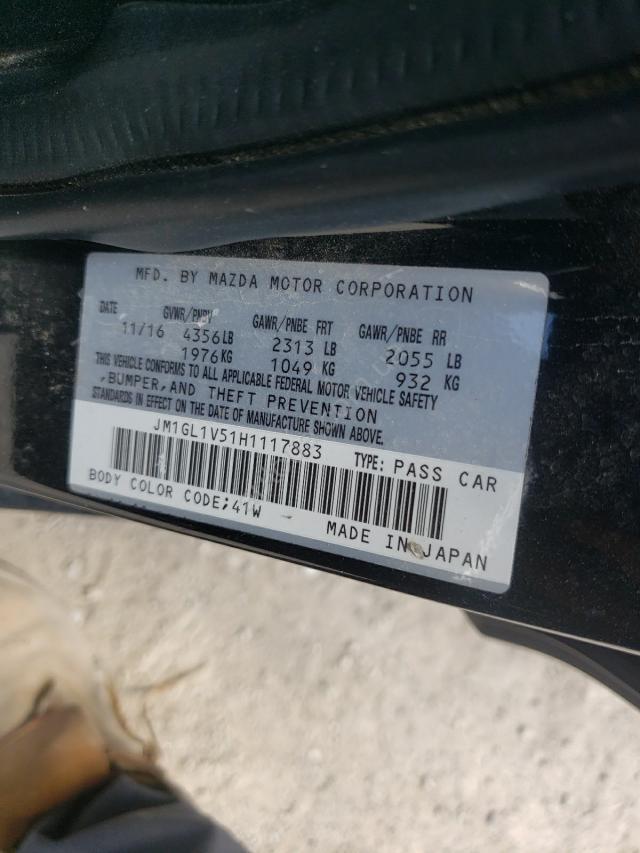 MFD. BY MAZDA MOTOR CORPORATION
DATE GVWR/PNBV GAWR/PNBE FRT GAWR/PNBE RR
11/16 4356LB 2313 LB 2055 LB
1976KG 1049 KG 932 KG
THIS VEHICLE CONFORMS TO ALL APPLICABLE FEDERAL MOTOR VEHICLE SAFETY
,BUMPER,AND THEFT PREVENTION
STANDARDS IN EFFECT ON THE DATE OF MANUFACTURE SHOWN ABOVE.
JM1GL1V51H1117883 TYPE: PASS CAR
BODY COLOR CODE;41W MADE IN JAPAN